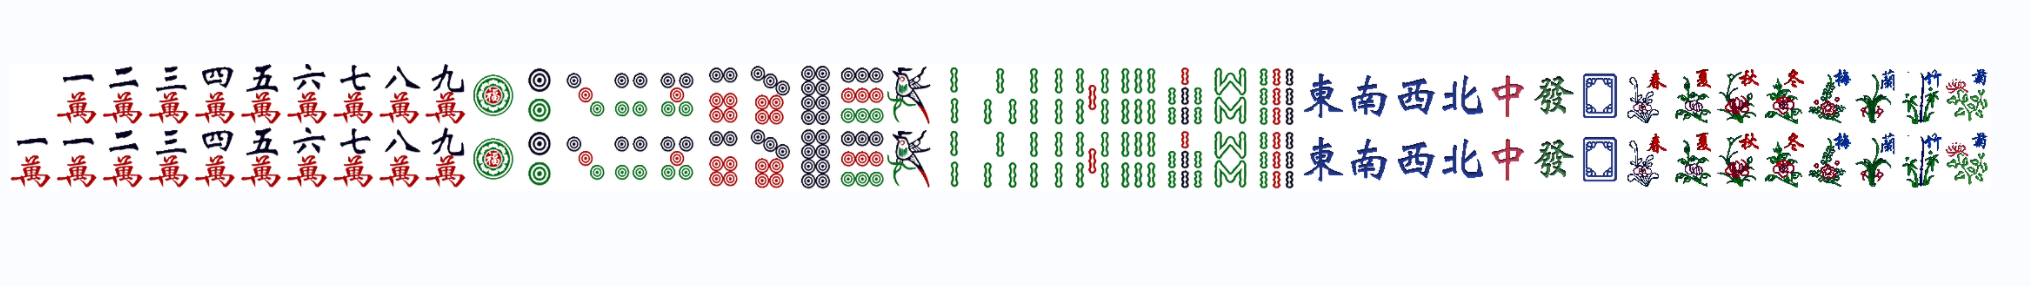 一 二 三 四 五 六 七 八 九
萬 萬 萬 萬 萬 萬 萬 萬 萬 福 東 南 西 北 中 發 春 夏 秋 冬 梅 蘭 竹 菊
一 一 二 三 四 五 六 七 八 九
萬 萬 萬 萬 萬 萬 萬 萬 萬 萬 福 東 南 西 北 中 發 春 夏 秋 冬 梅 蘭 竹 菊